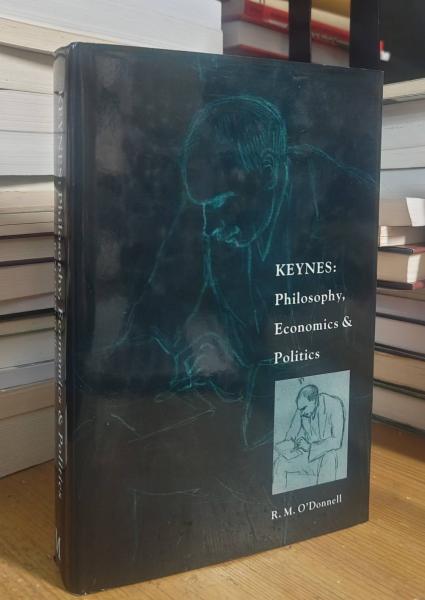 KEYNES:
Philosophy,
Economics &
Politics
R. M. O'Donnell
KEYNES: Philosophy, Economics & Politics
M